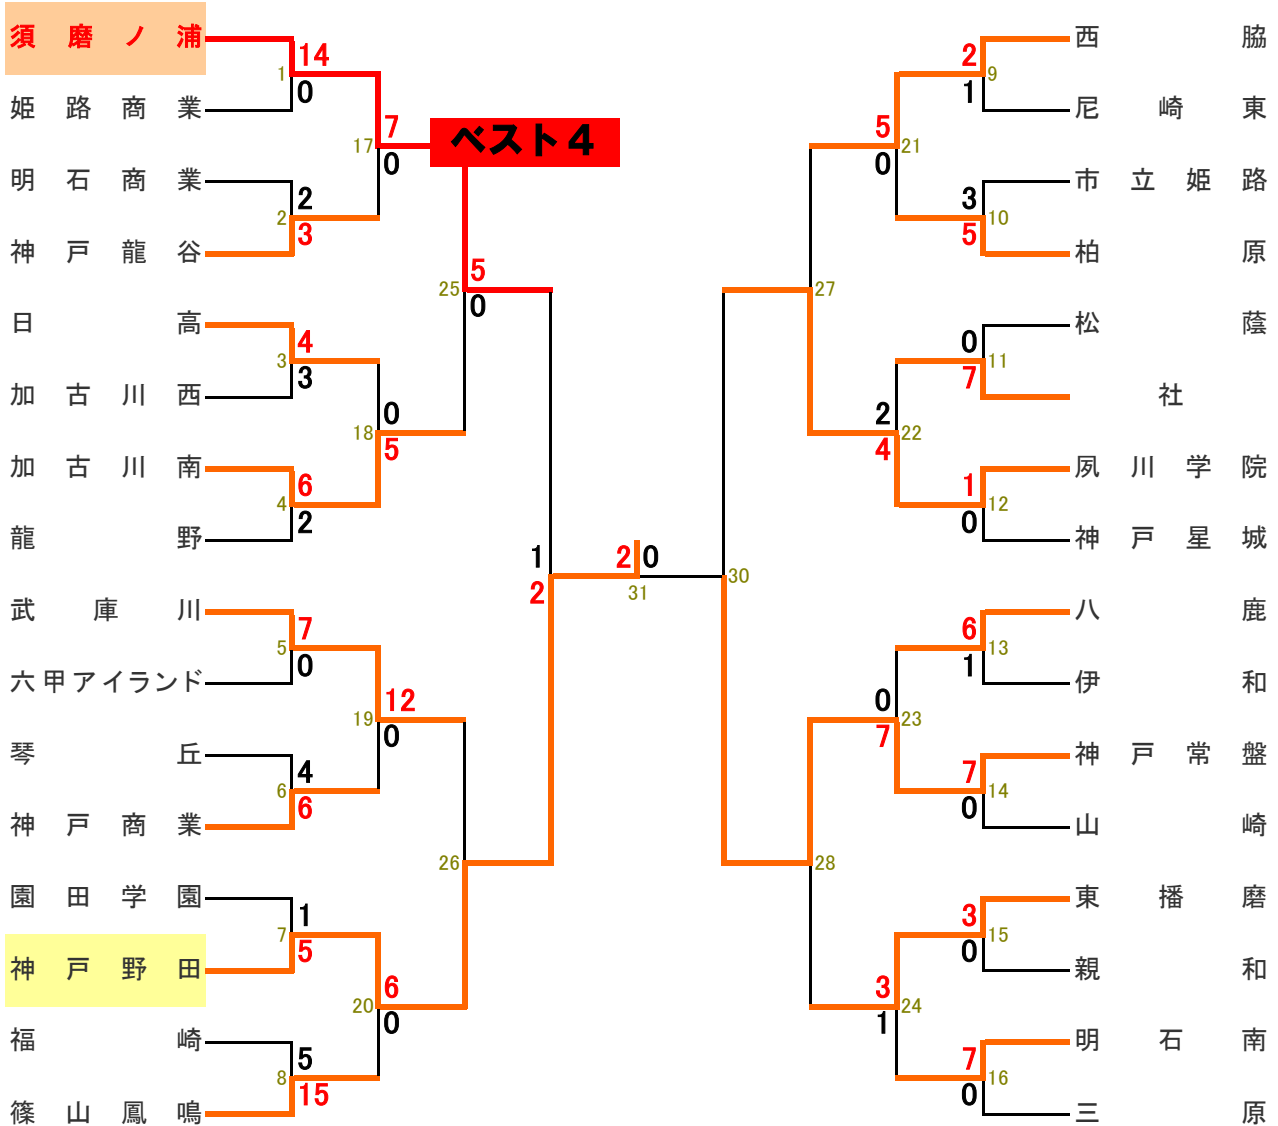 須磨ノ浦
14
1
0
姫路商業
7
ベスト4
17
0
明石商業
2
2
3
神戸龍谷
5
25
0
日高
4
3
3
加古川西
0
18
5
加古川南
6
4
2
龍野
1
2
武庫川
7
5
0
六甲アイランド
12
19
0
琴丘
4
6
6
神戸商業
26
園田学園
1
7
5
神戸野田
6
20
0
福崎
5
8
15
篠山鳳鳴
2
0
31
西脇
2
9
1
尼崎東
5
21
0
市立姫路
3
10
5
柏原
27
松蔭
0
11
7
社
2
22
4
夙川学院
1
12
0
神戸星城
30
八鹿
6
13
1
伊和
0
23
7
神戸常盤
7
14
0
山崎
28
東播磨
3
15
0
親和
3
24
1
明石南
7
16
0
三原